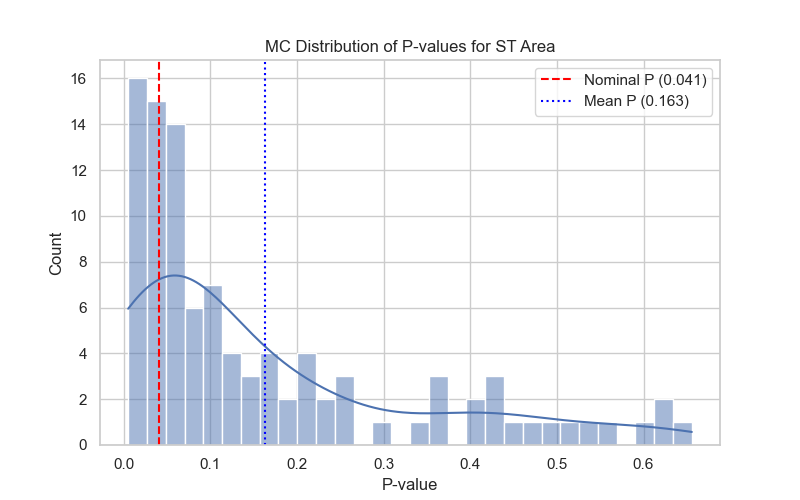 MC Distribution of P-values for ST Area
Nominal P (0.041)
Mean P (0.163)
Count
16
14
12
10
8
6
4
2
0
0.0 0.1 0.2 0.3 0.4 0.5 0.6
P-value